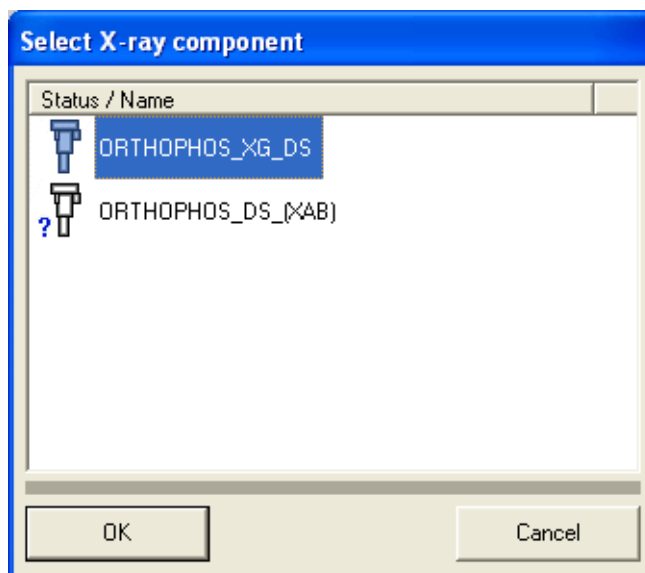 Select X-ray component
Status / Name
ORTHOPHOS_XG_DS
? ORTHOPHOS_DS_(XAB)
OK Cancel